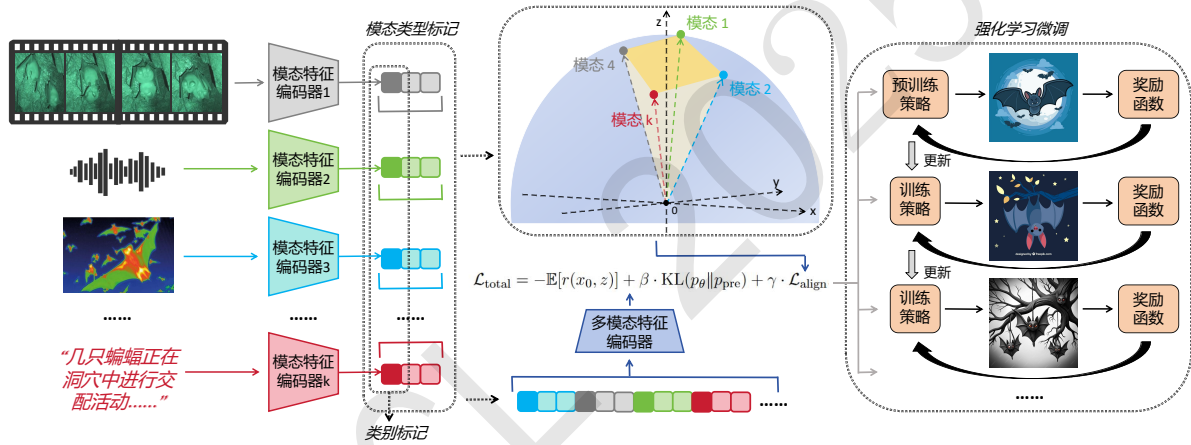 模态类型标记
模态特征
编码器1
模态特征
编码器2
模态特征
编码器3
……
……
……
“几只蝙蝠正在
洞穴中进行交
配活动……”
模态特征
编码器k
类别标记
z
模态 1
模态 4
模态 2
模态 k
y
x
0
L_total = −E[r(x₀, z)] + β · KL(p_θ‖p_pre) + γ · L_align
多模态特征
编码器
……
强化学习微调
预训练
策略
奖励
函数
更新
训练
策略
奖励
函数
更新
训练
策略
奖励
函数
……
2025